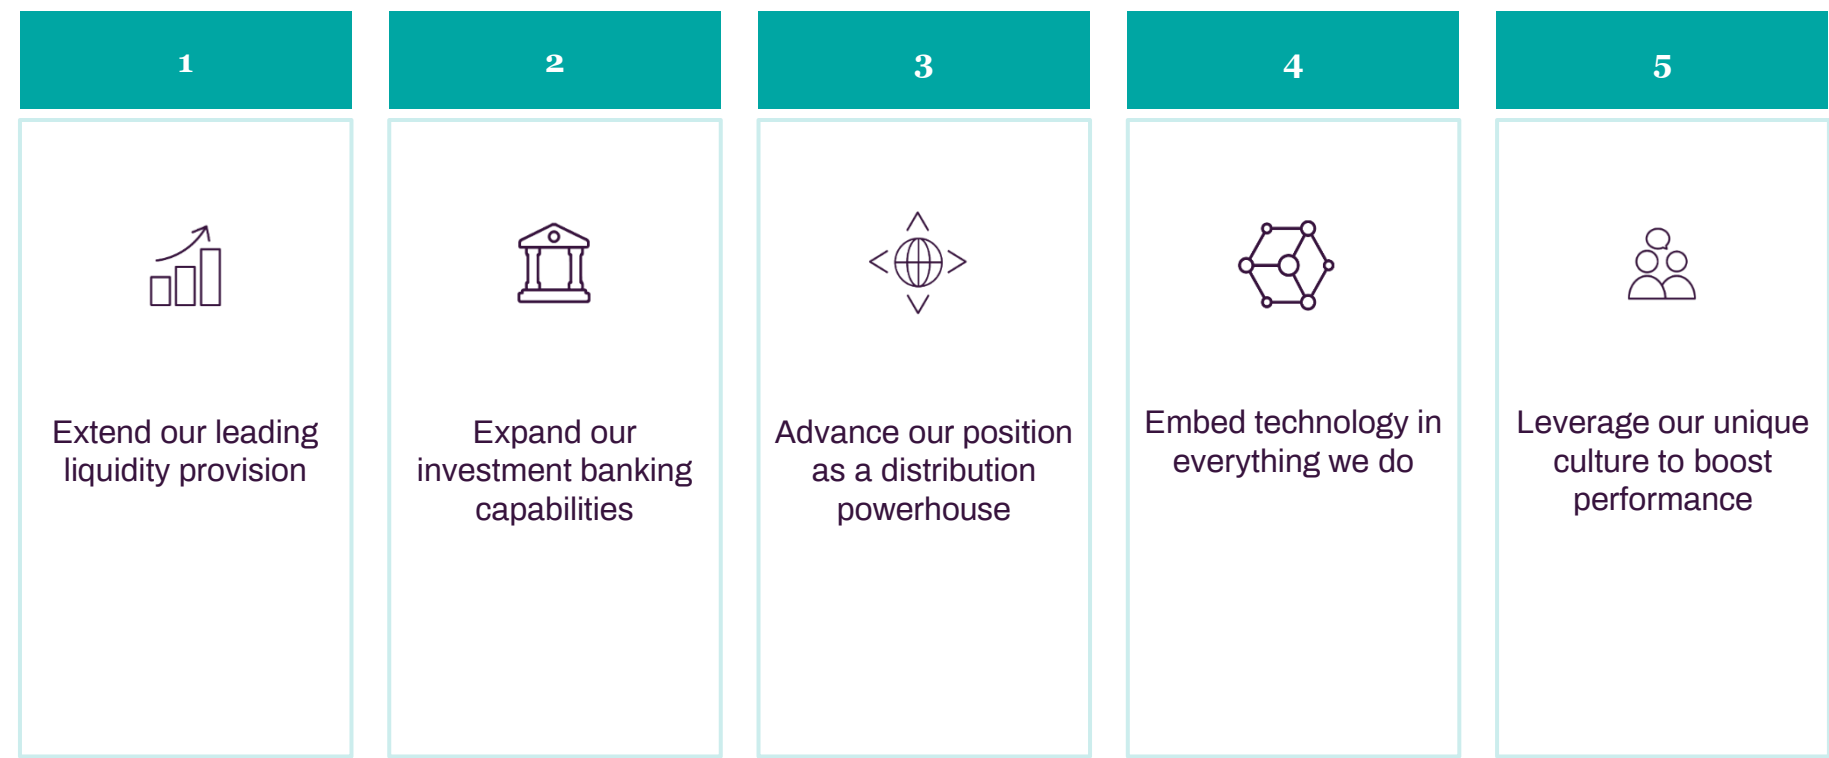 1
Extend our leading
liquidity provision
2
Expand our
investment banking
capabilities
3
Advance our position
as a distribution
powerhouse
4
Embed technology in
everything we do
5
Leverage our unique
culture to boost
performance